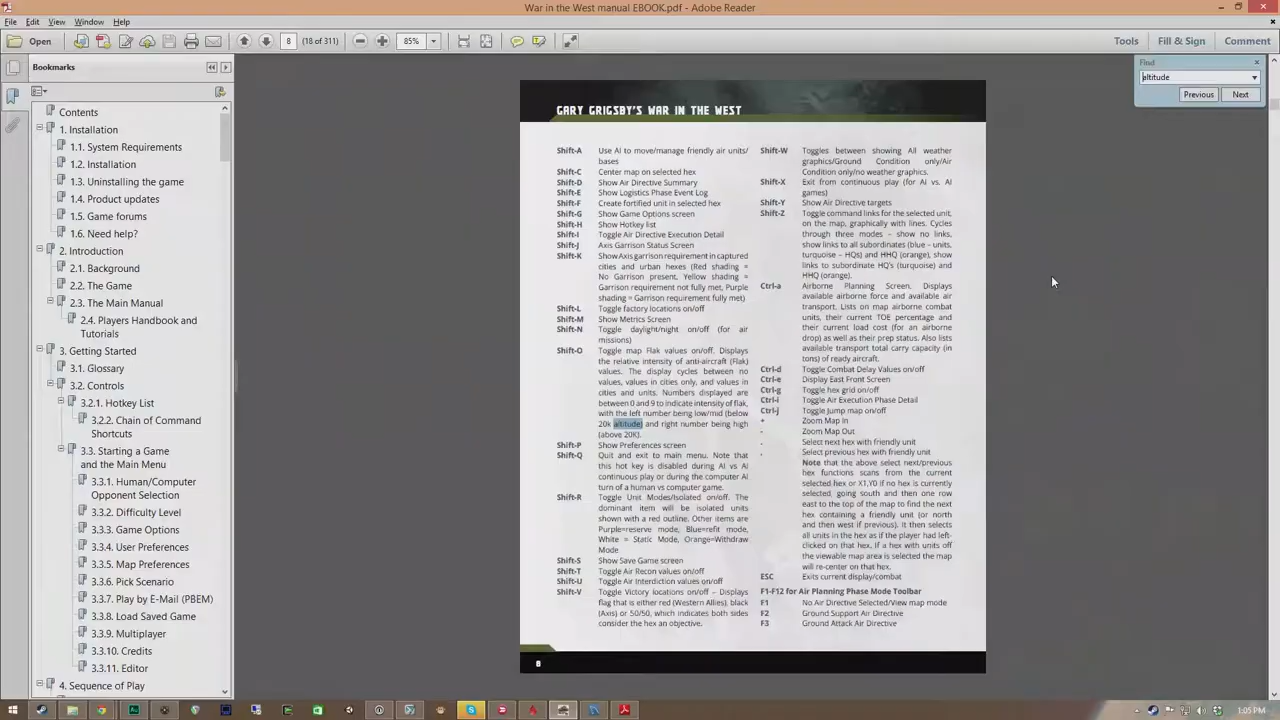 War in the West manual EBOOK.pdf - Adobe Reader
File Edit View Window Help
Open
8
(18 of 311)
85%
Tools
Fill & Sign
Comment
Bookmarks
Contents
1. Installation
1.1. System Requirements
1.2. Installation
1.3. Uninstalling the game
1.4. Product updates
1.5. Game forums
1.6. Need help?
2. Introduction
2.1. Background
2.2. The Game
2.3. The Main Manual
2.4. Players Handbook and
Tutorials
3. Getting Started
3.1. Glossary
3.2. Controls
3.2.1. Hotkey List
3.2.2. Chain of Command
Shortcuts
3.3. Starting a Game
and the Main Menu
3.3.1. Human/Computer
Opponent Selection
3.3.2. Difficulty Level
3.3.3. Game Options
3.3.4. User Preferences
3.3.5. Map Preferences
3.3.6. Pick Scenario
3.3.7. Play by E-Mail (PBEM)
3.3.8. Load Saved Game
3.3.9. Multiplayer
3.3.10. Credits
3.3.11. Editor
4. Sequence of Play
GARY GRIGSBY'S WAR IN THE WEST
Shift-A Use AI to move/manage friendly air units/
bases
Shift-C Center map on selected hex
Shift-D Show Air Directive Summary
Shift-E Show Logistics Phase Event Log
Shift-F Create fortified unit in selected hex
Shift-G Show Game Options screen
Shift-H Show Hotkey list
Shift-I Toggle Air Directive Execution Detail
Shift-J Axis Garrison Status Screen
Shift-K Show Axis garrison requirement in captured
cities and urban hexes (Red shading =
No Garrison present, Yellow shading =
Garrison requirement not fully met, Purple
shading = Garrison requirement fully met)
Shift-L Toggle factory locations on/off
Shift-M Show Metrics Screen
Shift-N Toggle daylight/night on/off (for air
missions)
Shift-O Toggle map Flak values on/off. Displays
the relative intensity of anti-aircraft (Flak)
values. The display cycles between no
values, values in cities only, and values in
cities and units. Numbers displayed are
between 0 and 9 to indicate intensity of flak,
with the left number being low/mid (below
20k altitude) and right number being high
(above 20K).
Shift-P Show Preferences screen
Shift-Q Quit and exit to main menu. Note that
this hot key is disabled during AI vs AI
continuous play or during the computer AI
turn of a human vs computer game.
Shift-R Toggle Unit Modes/Isolated on/off. The
dominant item will be isolated units
shown with a red outline. Other items are
Purple=reserve mode, Blue=refit mode,
White = Static Mode, Orange=Withdraw
Mode
Shift-S Show Save Game screen
Shift-T Toggle Air Recon values on/off
Shift-U Toggle Air Interdiction values on/off
Shift-V Toggle Victory locations on/off – Displays
flag that is either red (Western Allies), black
(Axis) or 50/50, which indicates both sides
consider the hex an objective.
Shift-W Toggles between showing All weather
graphics/Ground Condition only/Air
Condition only/no weather graphics.
Shift-X Exit from continuous play (for AI vs. AI
games)
Shift-Y Show Air Directive targets
Shift-Z Toggle command links for the selected unit,
on the map, graphically with lines. Cycles
through three modes – show no links,
show links to all subordinates (blue – units,
turquoise – HQs) and HHQ (orange), show
links to subordinate HQ's (turquoise) and
HHQ (orange).
Ctrl-a Airborne Planning Screen. Displays
available airborne force and available air
transport. Lists on map airborne combat
units, their current TOE percentage and
their current load cost (for an airborne
drop) as well as their prep status. Also lists
available transport total carry capacity (in
tons) of ready aircraft.
Ctrl-d Toggle Combat Delay Values on/off
Ctrl-e Display East Front Screen
Ctrl-g Toggle hex grid on/off
Ctrl-i Toggle Air Execution Phase Detail
Ctrl-j Toggle Jump map on/off
+ Zoom Map In
- Zoom Map Out
Select next hex with friendly unit
Select previous hex with friendly unit
Note that the above select next/previous
hex functions scans from the current
selected hex or X1,Y0 if no hex is currently
selected, going south and then one row
east to the top of the map to find the next
hex containing a friendly unit (or north
and then west if previous). It then selects
all units in the hex as if the player had left-
clicked on that hex. If a hex with units off
the viewable map area is selected the map
will re-center on that hex.
ESC Exits current display/combat
F1-F12 for Air Planning Phase Mode Toolbar
F1 No Air Directive Selected/View map mode
F2 Ground Support Air Directive
F3 Ground Attack Air Directive
8
Find
altitude
Previous
Next
1:05 PM